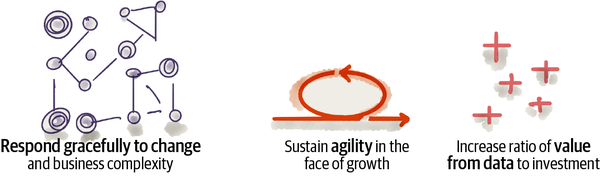 Respond gracefully to change
and business complexity
Sustain agility in the
face of growth
Increase ratio of value
from data to investment